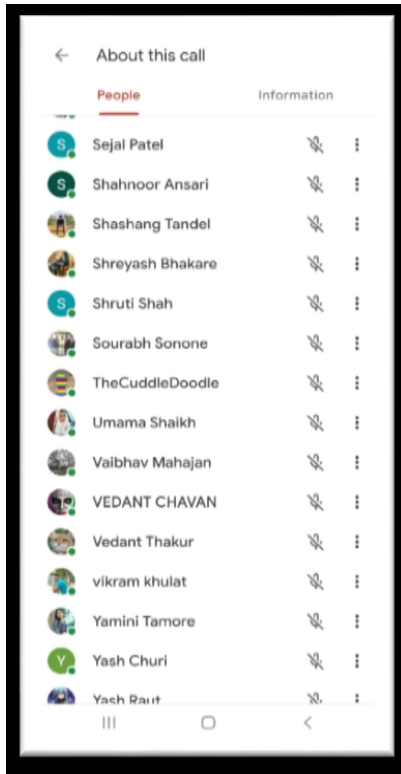 About this call
People Information
S Sejal Patel
S Shahnoor Ansari
Shashang Tandel
Shreyash Bhakare
S Shruti Shah
Sourabh Sonone
TheCuddleDoodle
Umama Shaikh
Vaibhav Mahajan
VEDANT CHAVAN
Vedant Thakur
vikram khulat
Yamini Tamore
Y Yash Churi
Yash Raut